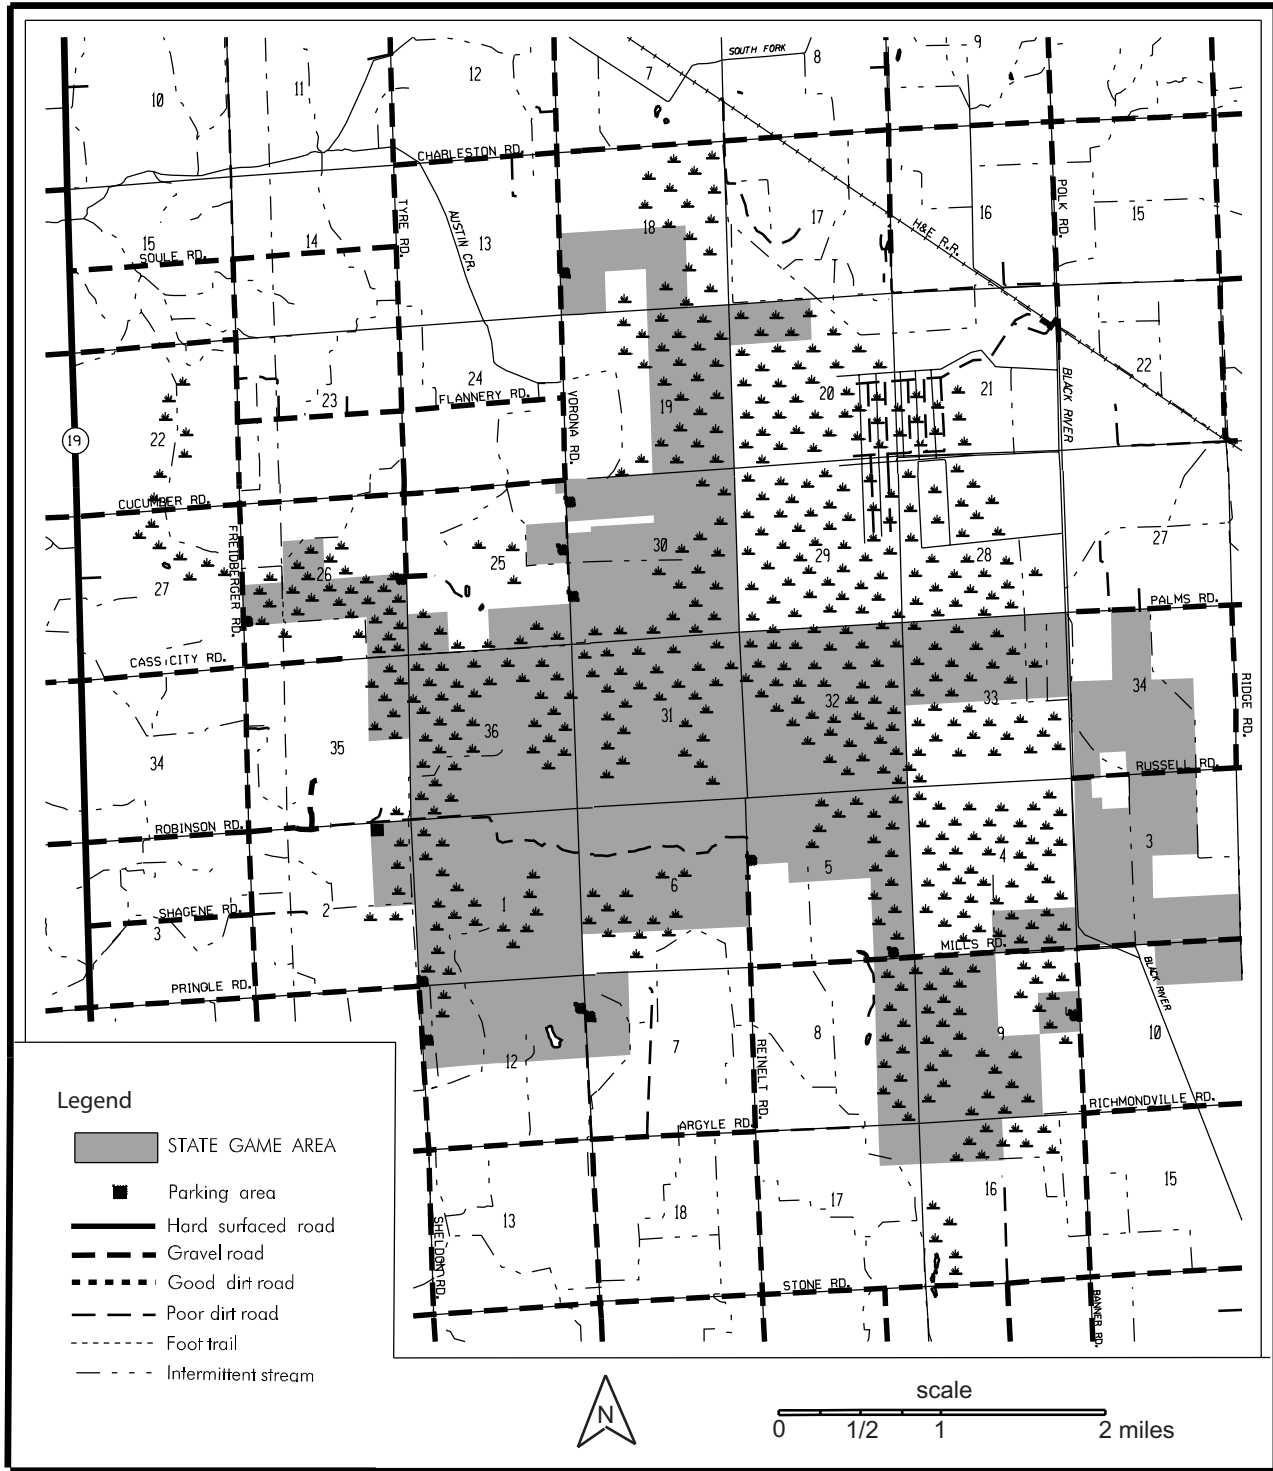 SOUTH FORK
8
9
12
7
11
10
CHARLESTON RD.
POLK RD.
TYRE RD.
AUSTIN CR.
18
17
16
15
13
14
15
H&E R.R.
SOULE RD.
22
24
23
FLANNERY RD.
VORONA RD.
19
20
21
BLACK RIVER
22
19
CUCUMBER RD.
FREIDBERGER RD.
30
29
28
27
25
26
27
PALMS RD.
CASS CITY RD.
RIDGE RD.
34
33
32
31
36
35
34
RUSSELL RD.
ROBINSON RD.
3
4
5
6
1
2
SHAGENE RD.
3
MILLS RD.
BLACK RIVER
PRINGLE RD.
10
9
8
7
12
REINELT RD.
RICHMONDVILLE RD.
ARGYLE RD.
15
16
17
18
13
SHELDON RD.
STONE RD.
BANNER RD.
Legend
STATE GAME AREA
Parking area
Hard surfaced road
Gravel road
Good dirt road
Poor dirt road
Foot trail
Intermittent stream
N
scale
0 1/2 1 2 miles